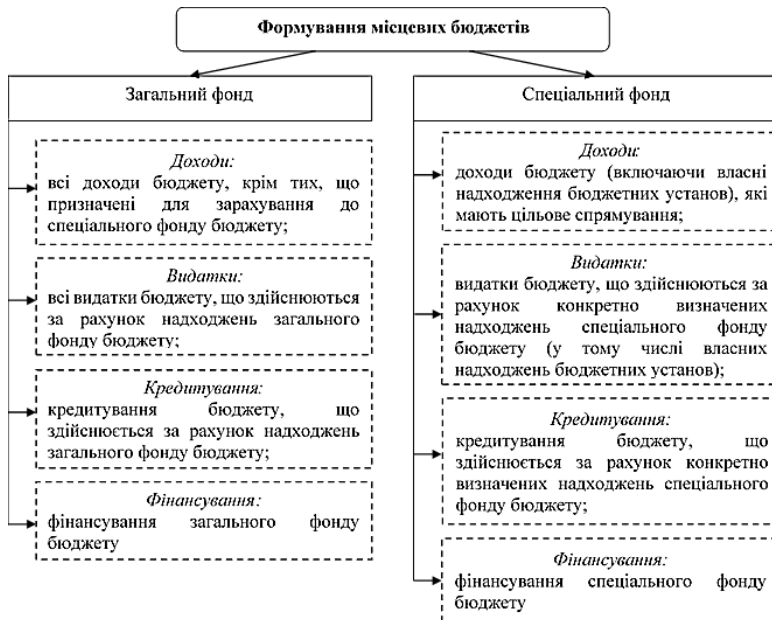 Формування місцевих бюджетів
Загальний фонд
Доходи:
всі доходи бюджету, крім тих, що
призначені для зарахування до
спеціального фонду бюджету;
Видатки:
всі видатки бюджету, що здійснюються
за рахунок надходжень загального
фонду бюджету;
Кредитування:
кредитування бюджету, що
здійснюється за рахунок надходжень
загального фонду бюджету;
Фінансування:
фінансування загального фонду
бюджету
Спеціальний фонд
Доходи:
доходи бюджету (включаючи власні
надходження бюджетних установ), які
мають цільове спрямування;
Видатки:
видатки бюджету, що здійснюються за
рахунок конкретно визначених
надходжень спеціального фонду
бюджету (у тому числі власних
надходжень бюджетних установ);
Кредитування:
кредитування бюджету, що
здійснюється за рахунок конкретно
визначених надходжень спеціального
фонду бюджету;
Фінансування:
фінансування спеціального фонду
бюджету